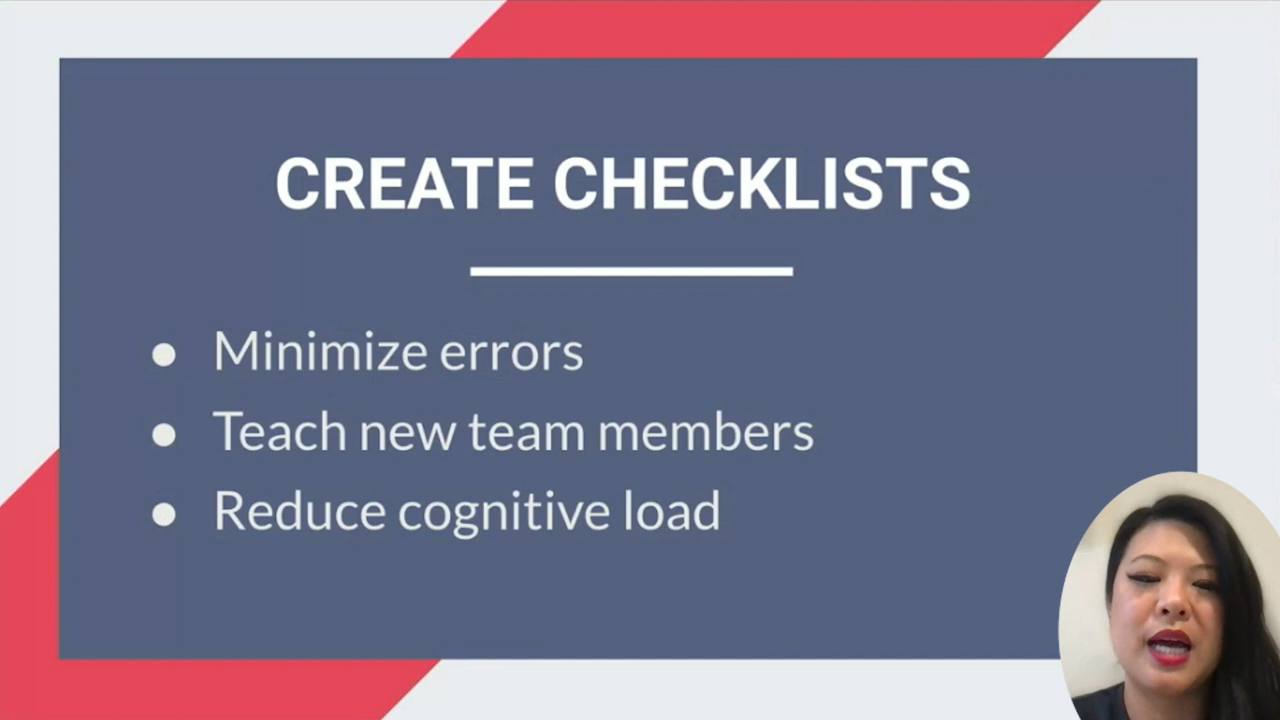 CREATE CHECKLISTS
● Minimize errors
● Teach new team members
● Reduce cognitive load